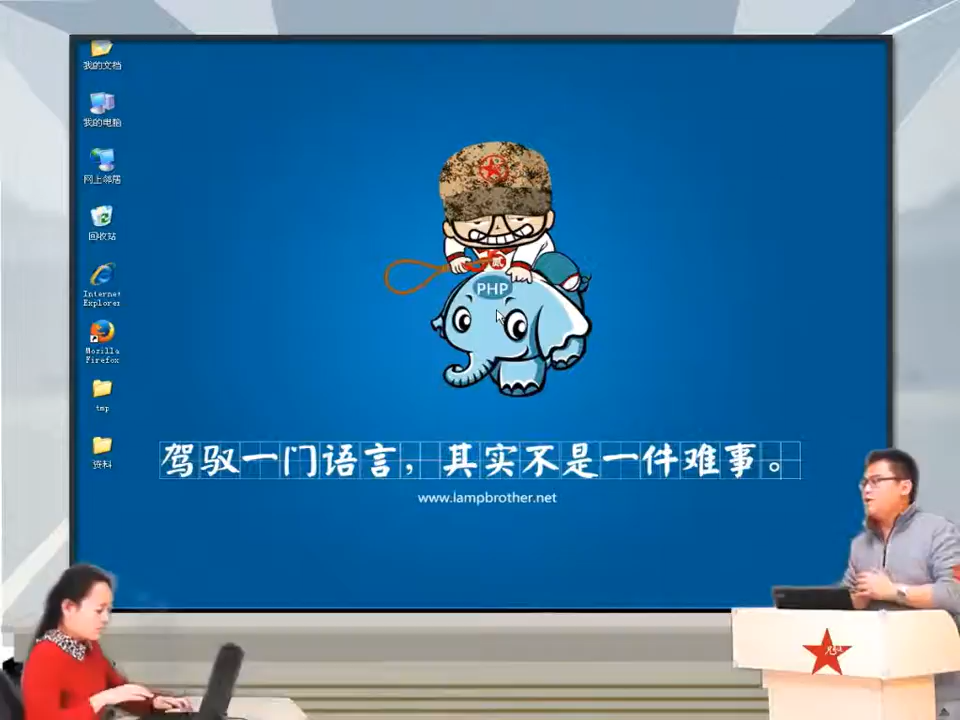 我的文档
我的电脑
网上邻居
回收站
Internet
Explorer
Mozilla
Firefox
tmp
资料
PHP
驾驭一门语言，其实不是一件难事。
www.lampbrother.net